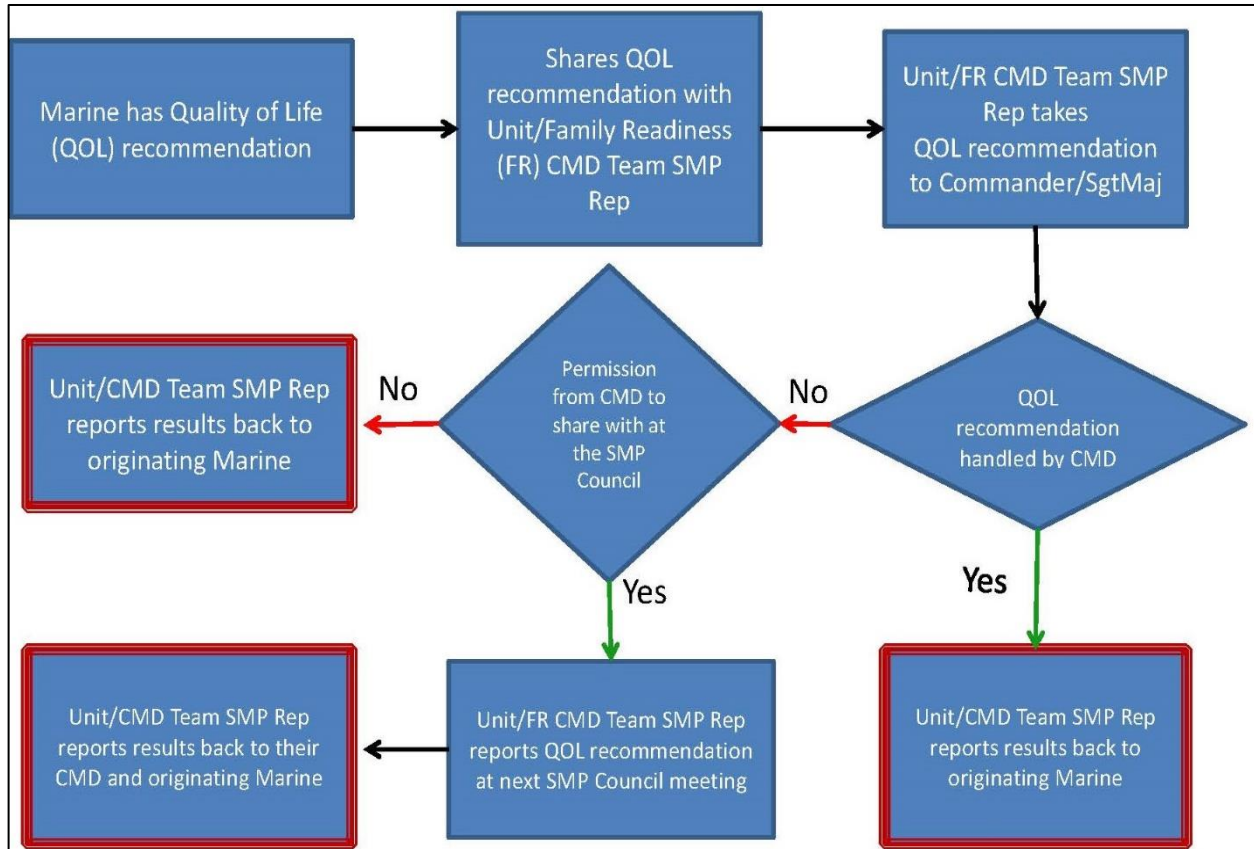 Marine has Quality of Life
(QOL) recommendation
Shares QOL
recommendation with
Unit/Family Readiness
(FR) CMD Team SMP
Rep
Unit/FR CMD Team SMP
Rep takes
QOL recommendation
to Commander/SgtMaj
QOL
recommendation
handled by CMD
No
Yes
Permission
from CMD to
share with at
the SMP
Council
No
Yes
Unit/CMD Team SMP Rep
reports results back to
originating Marine
Unit/CMD Team SMP Rep
reports results back to their
CMD and originating Marine
Unit/FR CMD Team SMP Rep
reports QOL recommendation
at next SMP Council meeting
Unit/CMD Team SMP Rep
reports results back to
originating Marine